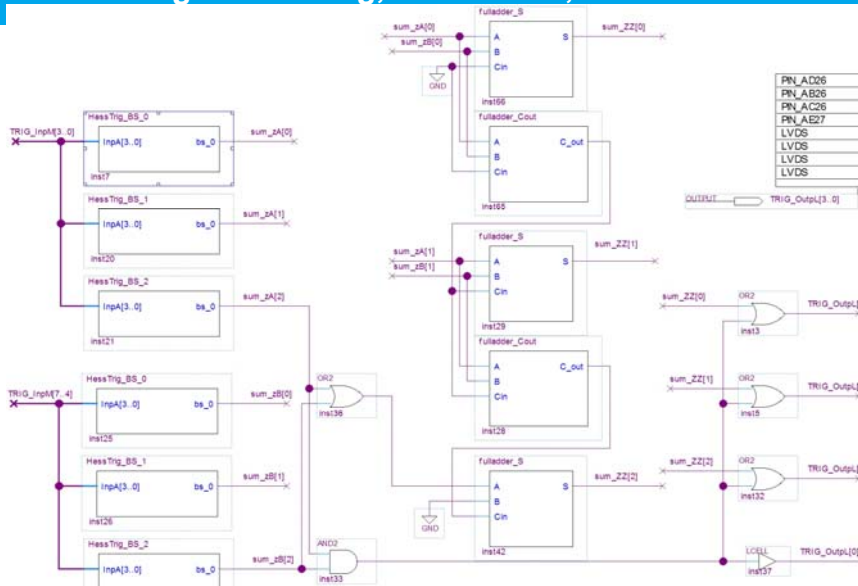 sum_zA[0]
sum_zB[0]
GND
fulladder_S
A
B
Cin
S
inst66
sum_ZZ[0]
fulladder_Cout
A
B
Cin
C_out
inst65
PIN_AD26
PIN_AB26
PIN_AC26
PIN_AE27
LVDS
LVDS
LVDS
LVDS
OUTPUT
TRIG_OutpL[3..0]
TRIG_InpM[3..0]
HessTrig_BS_0
InpA[3..0]
bs_0
inst7
sum_zA[0]
HessTrig_BS_1
InpA[3..0]
bs_0
inst20
sum_zA[1]
HessTrig_BS_2
InpA[3..0]
bs_0
inst21
sum_zA[2]
sum_zA[1]
sum_zB[1]
fulladder_S
A
B
Cin
S
inst29
sum_ZZ[1]
fulladder_Cout
A
B
Cin
C_out
inst28
TRIG_InpM[7..4]
HessTrig_BS_0
InpA[3..0]
bs_0
inst25
sum_zB[0]
HessTrig_BS_1
InpA[3..0]
bs_0
inst26
sum_zB[1]
HessTrig_BS_2
InpA[3..0]
bs_0
sum_zB[2]
OR2
inst36
AND2
inst33
GND
fulladder_S
A
B
Cin
S
inst42
sum_ZZ[2]
sum_ZZ[0]
OR2
inst3
TRIG_OutpL[
sum_ZZ[1]
OR2
inst5
TRIG_OutpL[
sum_ZZ[2]
OR2
inst32
TRIG_OutpL[
LCELL
inst37
TRIG_OutpL[0]